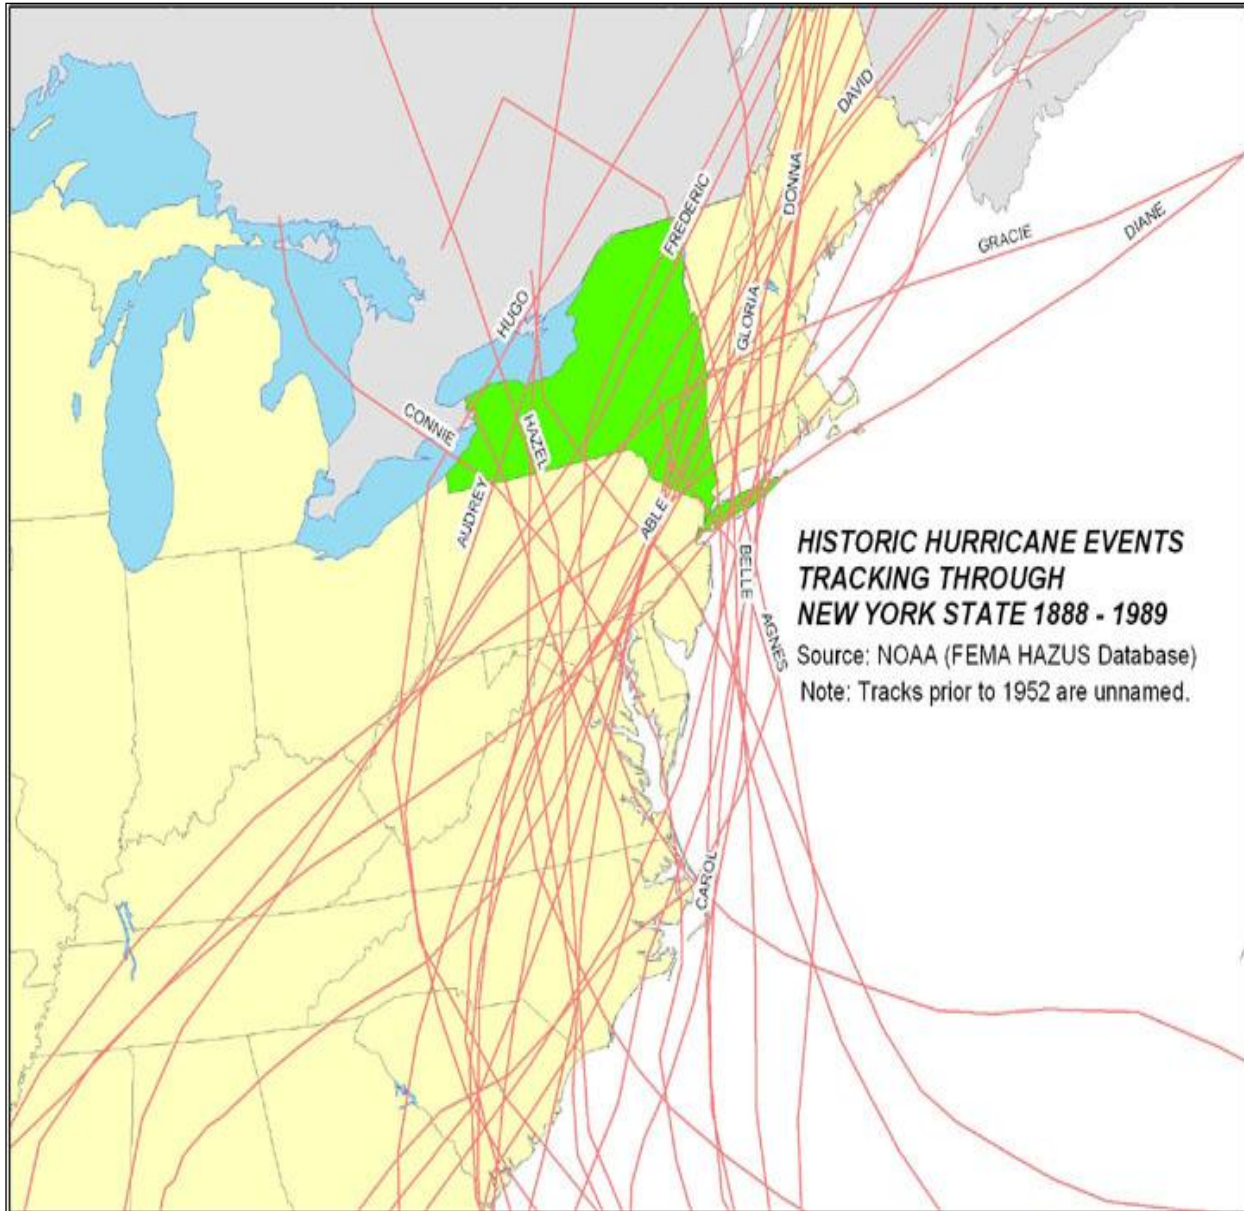 DAVID
DONNA
FREDERIC
GRACIE
DIANE
HUGO
GLORIA
CONNIE
HAZEL
AUDREY
ABLE
BELLE
AGNES
CAROL
HISTORIC HURRICANE EVENTS
TRACKING THROUGH
NEW YORK STATE 1888 - 1989
Source: NOAA (FEMA HAZUS Database)
Note: Tracks prior to 1952 are unnamed.